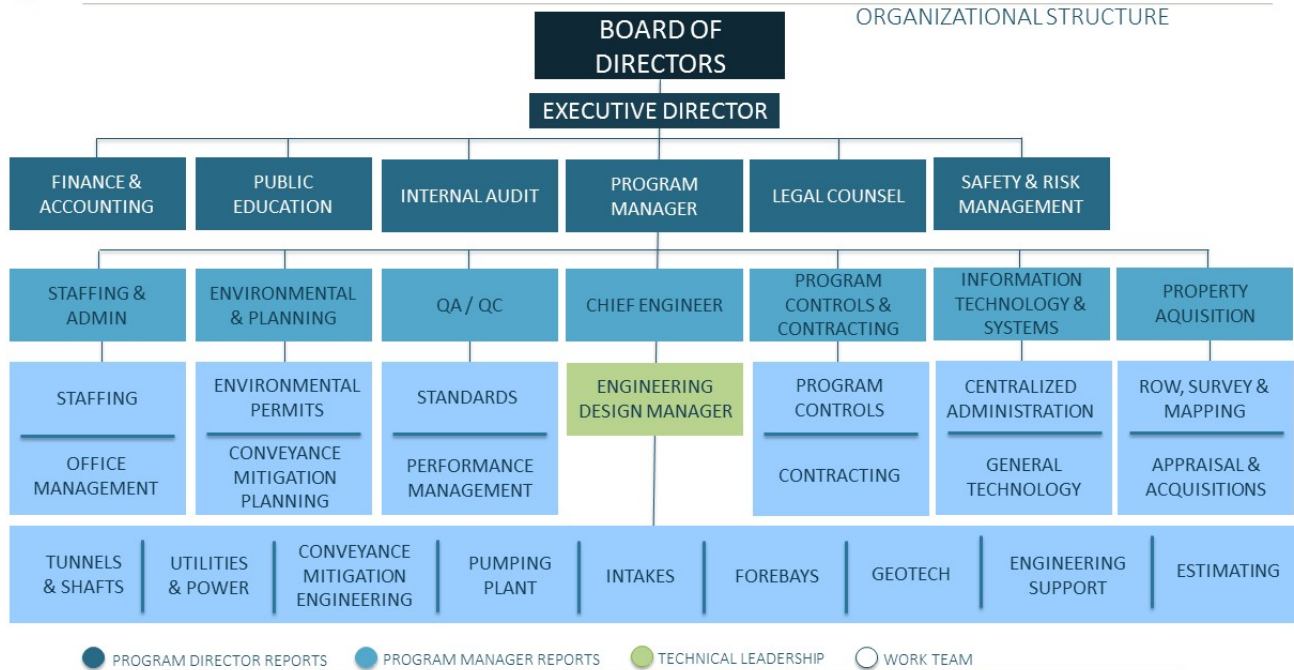 ORGANIZATIONAL STRUCTURE
BOARD OF
DIRECTORS
EXECUTIVE DIRECTOR
FINANCE &
ACCOUNTING
PUBLIC
EDUCATION
INTERNAL AUDIT
PROGRAM
MANAGER
LEGAL COUNSEL
SAFETY & RISK
MANAGEMENT
STAFFING &
ADMIN
ENVIRONMENTAL
& PLANNING
QA / QC
CHIEF ENGINEER
PROGRAM
CONTROLS &
CONTRACTING
INFORMATION
TECHNOLOGY &
SYSTEMS
PROPERTY
AQUISITION
STAFFING
OFFICE
MANAGEMENT
ENVIRONMENTAL
PERMITS
CONVEYANCE
MITIGATION
PLANNING
STANDARDS
PERFORMANCE
MANAGEMENT
ENGINEERING
DESIGN MANAGER
PROGRAM
CONTROLS
CONTRACTING
CENTRALIZED
ADMINISTRATION
GENERAL
TECHNOLOGY
ROW, SURVEY &
MAPPING
APPRAISAL &
ACQUISITIONS
TUNNELS
& SHAFTS
UTILITIES
& POWER
CONVEYANCE
MITIGATION
ENGINEERING
PUMPING
PLANT
INTAKES
FOREBAYS
GEOTECH
ENGINEERING
SUPPORT
ESTIMATING
PROGRAM DIRECTOR REPORTS
PROGRAM MANAGER REPORTS
TECHNICAL LEADERSHIP
WORK TEAM